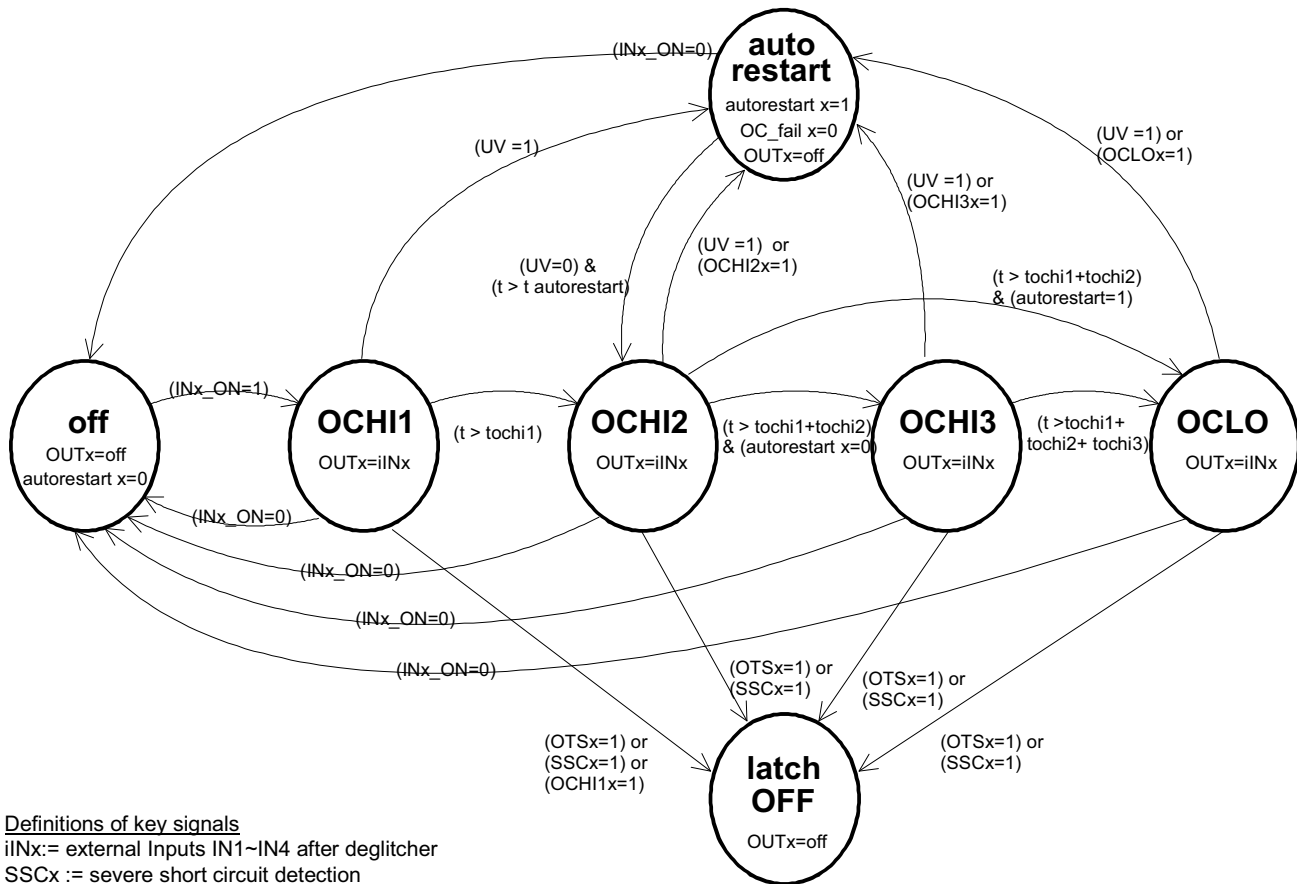 (INx_ON=0)
auto
restart
autorestart x=1
OC_fail x=0
OUTx=off
(UV =1)
(UV =1) or
(OCLOx=1)
(UV =1) or
(OCHI3x=1)
(UV =1) or
(OCHI2x=1)
(UV=0) &
(t > t autorestart)
(t > tochi1+tochi2)
& (autorestart=1)
off
OUTx=off
autorestart x=0
(INx_ON=1)
OCHI1
OUTx=iINx
(t > tochi1)
OCHI2
OUTx=iINx
(t > tochi1+tochi2)
& (autorestart x=0)
OCHI3
OUTx=iINx
(t >tochi1+
tochi2+ tochi3)
OCLO
OUTx=iINx
(INx_ON=0)
(INx_ON=0)
(INx_ON=0)
(INx_ON=0)
(OTSx=1) or
(SSCx=1) or
(OCHI1x=1)
(OTSx=1) or
(SSCx=1)
(OTSx=1) or
(SSCx=1)
(OTSx=1) or
(SSCx=1)
latch
OFF
OUTx=off
Definitions of key signals
iINx:= external Inputs IN1~IN4 after deglitcher
SSCx := severe short circuit detection